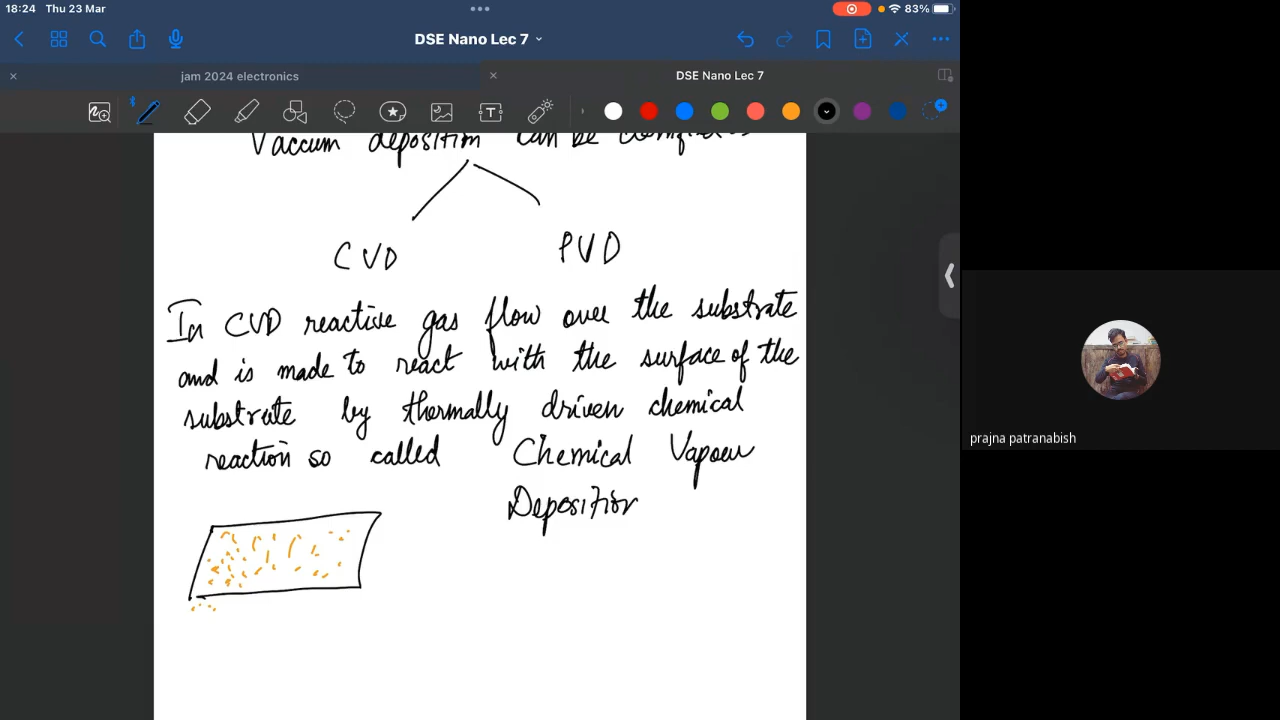 18:24 Thu 23 Mar
83%
DSE Nano Lec 7
jam 2024 electronics
DSE Nano Lec 7
Vaccum deposition can be
CVD PVD
In CVD reactive gas flow over the substrate
and is made to react with the surface of the
substrate by thermally driven chemical
reaction so called Chemical Vapour
Deposition
prajna patranabish